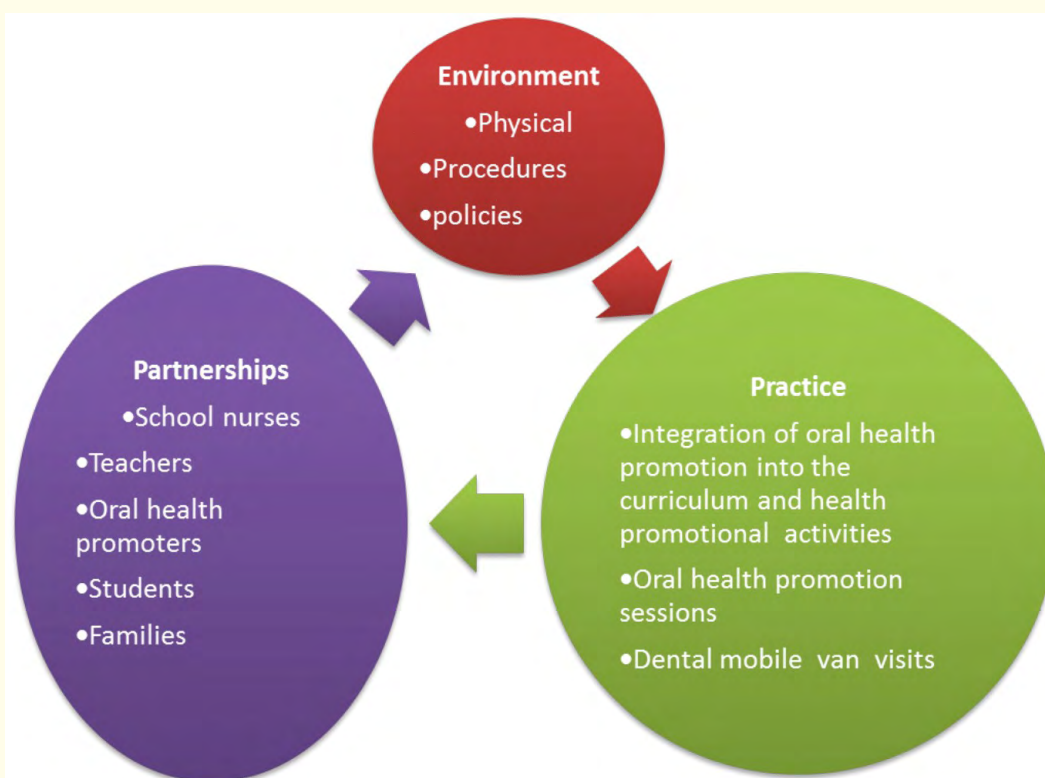 Environment
•Physical
•Procedures
•policies
Practice
•Integration of oral health
promotion into the
curriculum and health
promotional activities
•Oral health promotion
sessions
•Dental mobile van visits
Partnerships
•School nurses
•Teachers
•Oral health
promoters
•Students
•Families